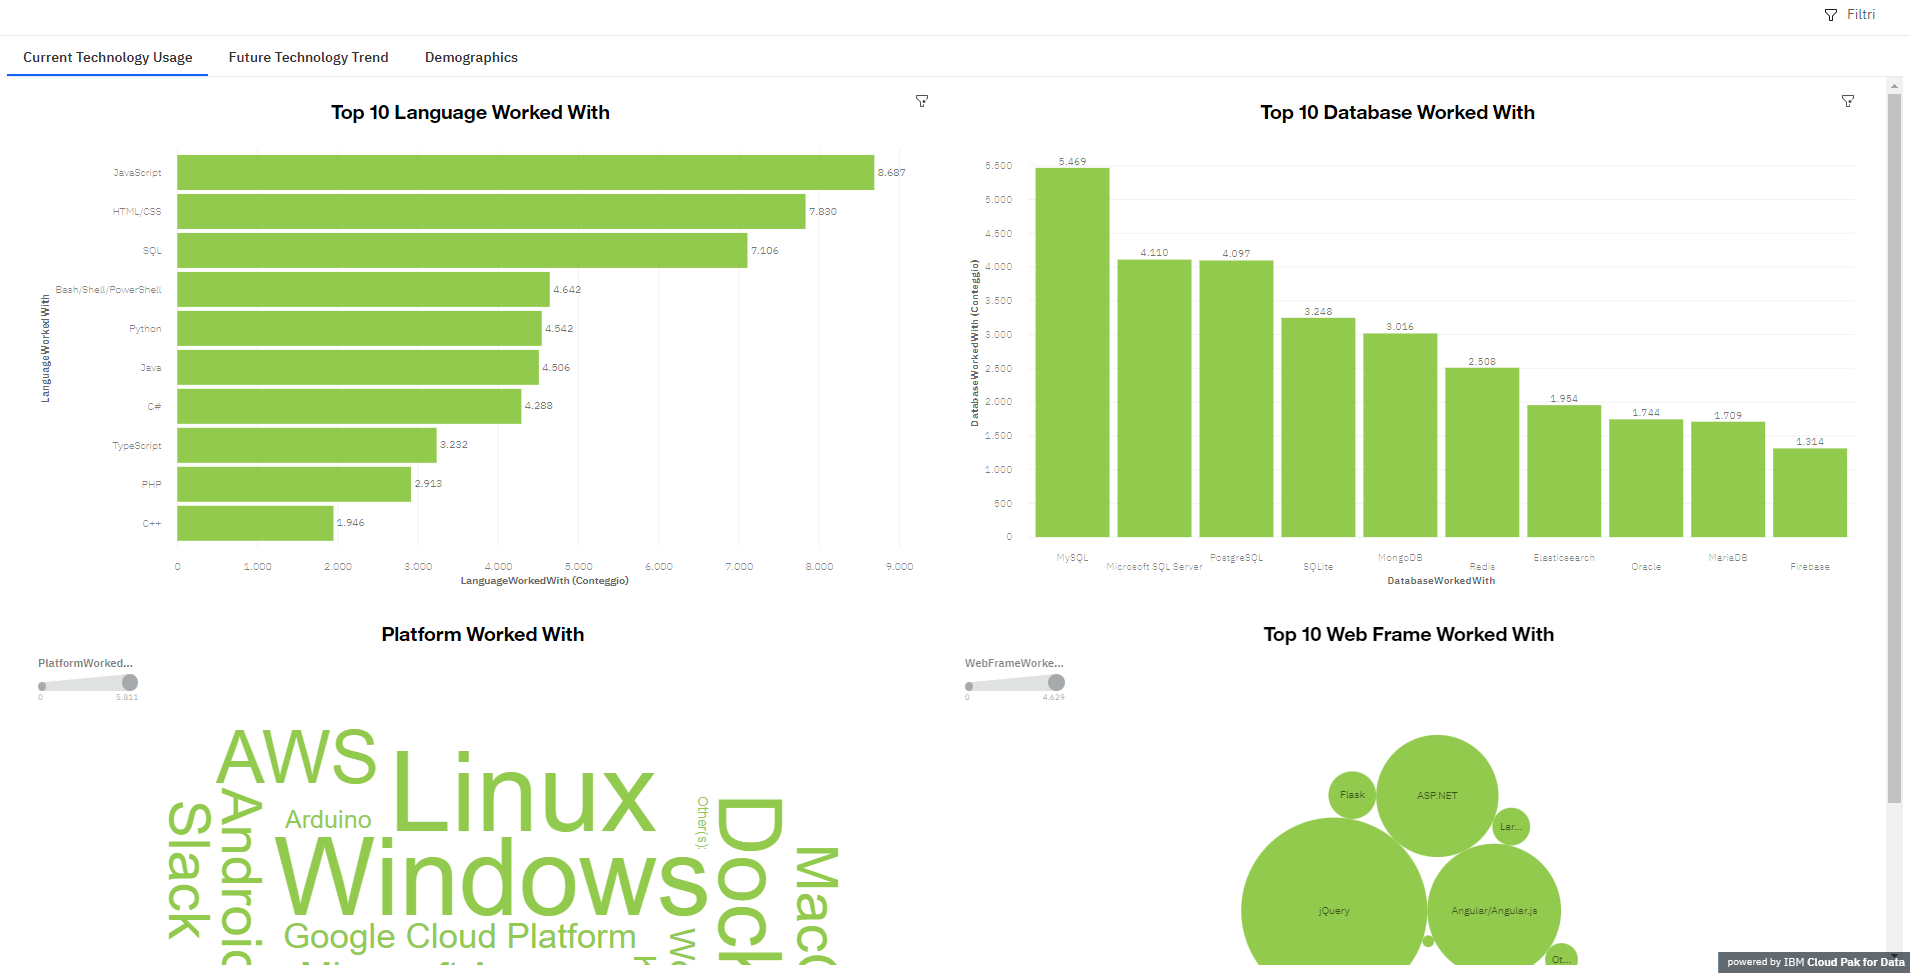 Filtri
Current Technology Usage
Future Technology Trend
Demographics
Top 10 Language Worked With
LanguageWorkedWith
JavaScript
8.687
HTML/CSS
7.830
SQL
7.106
Bash/Shell/PowerShell
4.642
Python
4.542
Java
4.506
C#
4.288
TypeScript
3.232
PHP
2.913
C++
1.946
0 1.000 2.000 3.000 4.000 5.000 6.000 7.000 8.000 9.000
LanguageWorkedWith (Conteggio)
Top 10 Database Worked With
DatabaseWorkedWith (Conteggio)
5.500
5.000
4.500
4.000
3.500
3.000
2.500
2.000
1.500
1.000
500
0
5.469
4.110
4.097
3.248
3.016
2.508
1.954
1.744
1.709
1.314
MySQL
Microsoft SQL Server
PostgreSQL
SQLite
MongoDB
Redis
Elasticsearch
Oracle
MariaDB
Firebase
DatabaseWorkedWith
Platform Worked With
PlatformWorked...
0 5.811
AWS
Linux
Arduino
Windows
Google Cloud Platform
Slack
Android
Other(s):
Top 10 Web Frame Worked With
WebFrameWorke...
0 4.629
Flask
ASP.NET
Lar...
jQuery
Angular/Angular.js
Ot...
powered by IBM Cloud Pak for Data